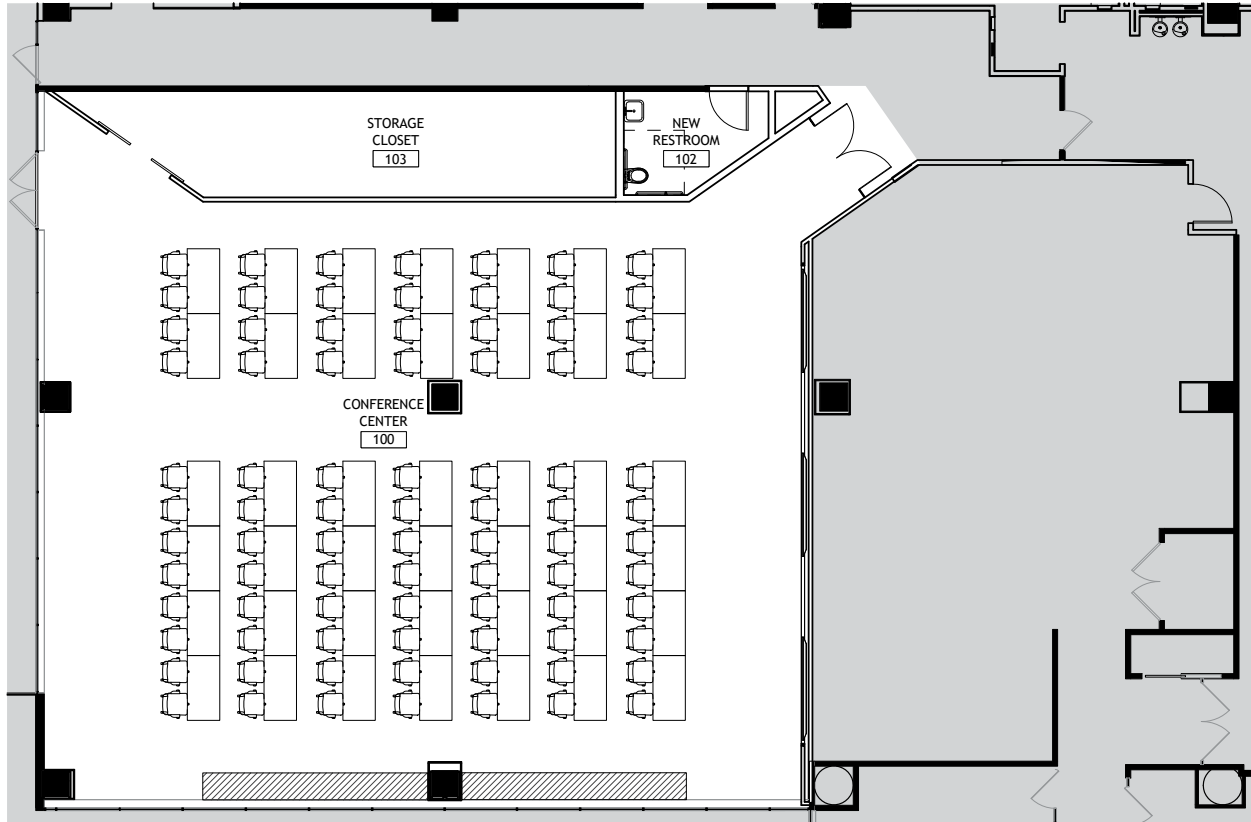 STORAGE
CLOSET
103
NEW
RESTROOM
102
CONFERENCE
CENTER
100